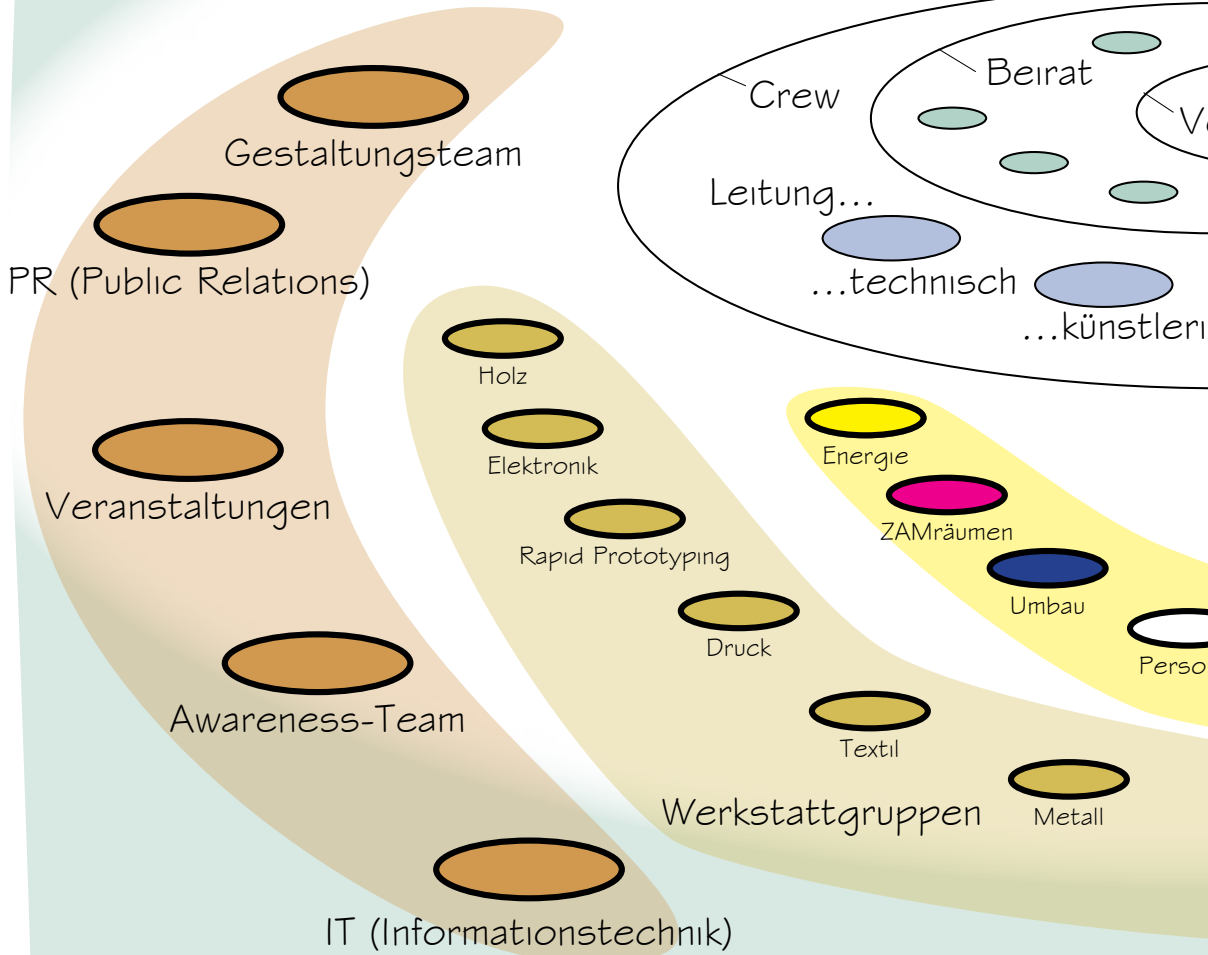 Gestaltungsteam
PR (Public Relations)
Veranstaltungen
Awareness-Team
IT (Informationstechnik)
Crew
Beirat
Leitung...
...technisch
Holz
Elektronik
Rapid Prototyping
Druck
Textil
Metall
Werkstattgruppen
Energie
ZAMräumen
Umbau